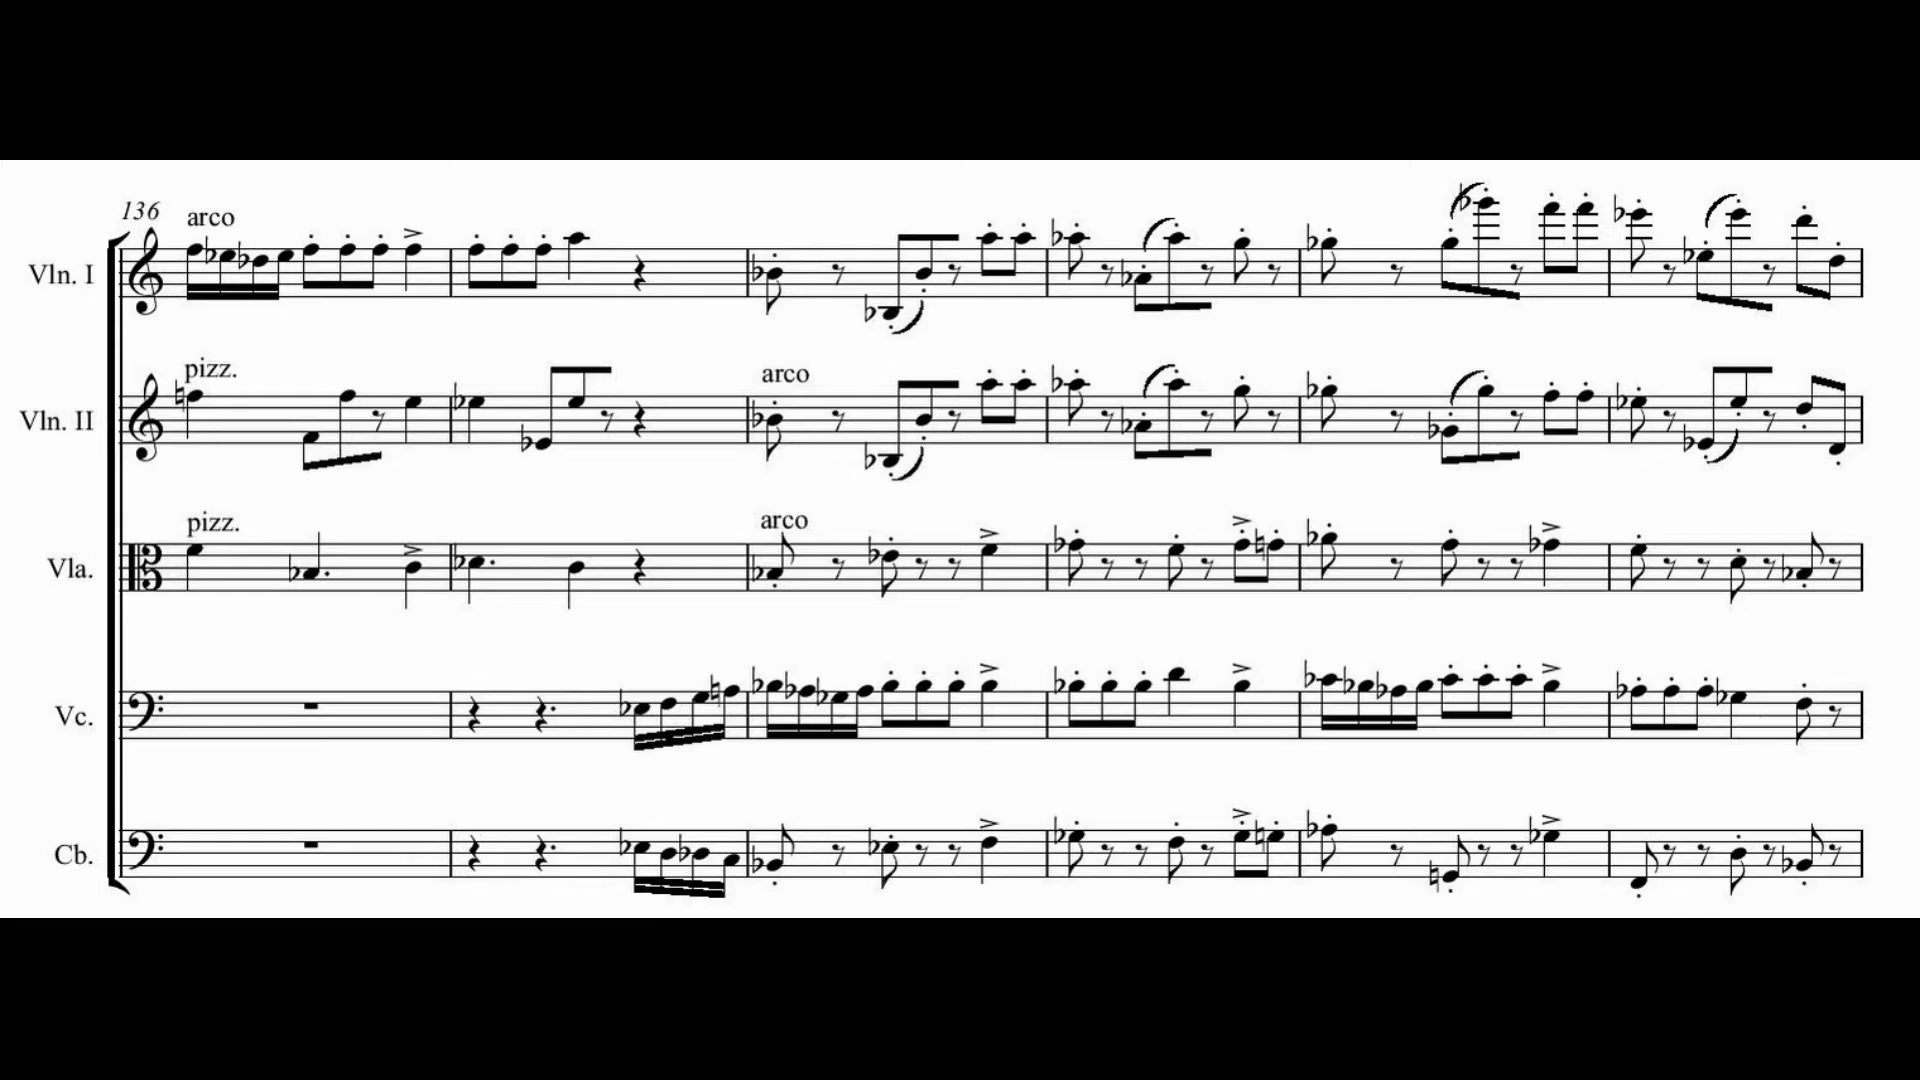 136 arco
Vln. I
pizz. arco
Vln. II
pizz. arco
Vla.
Vc.
Cb.